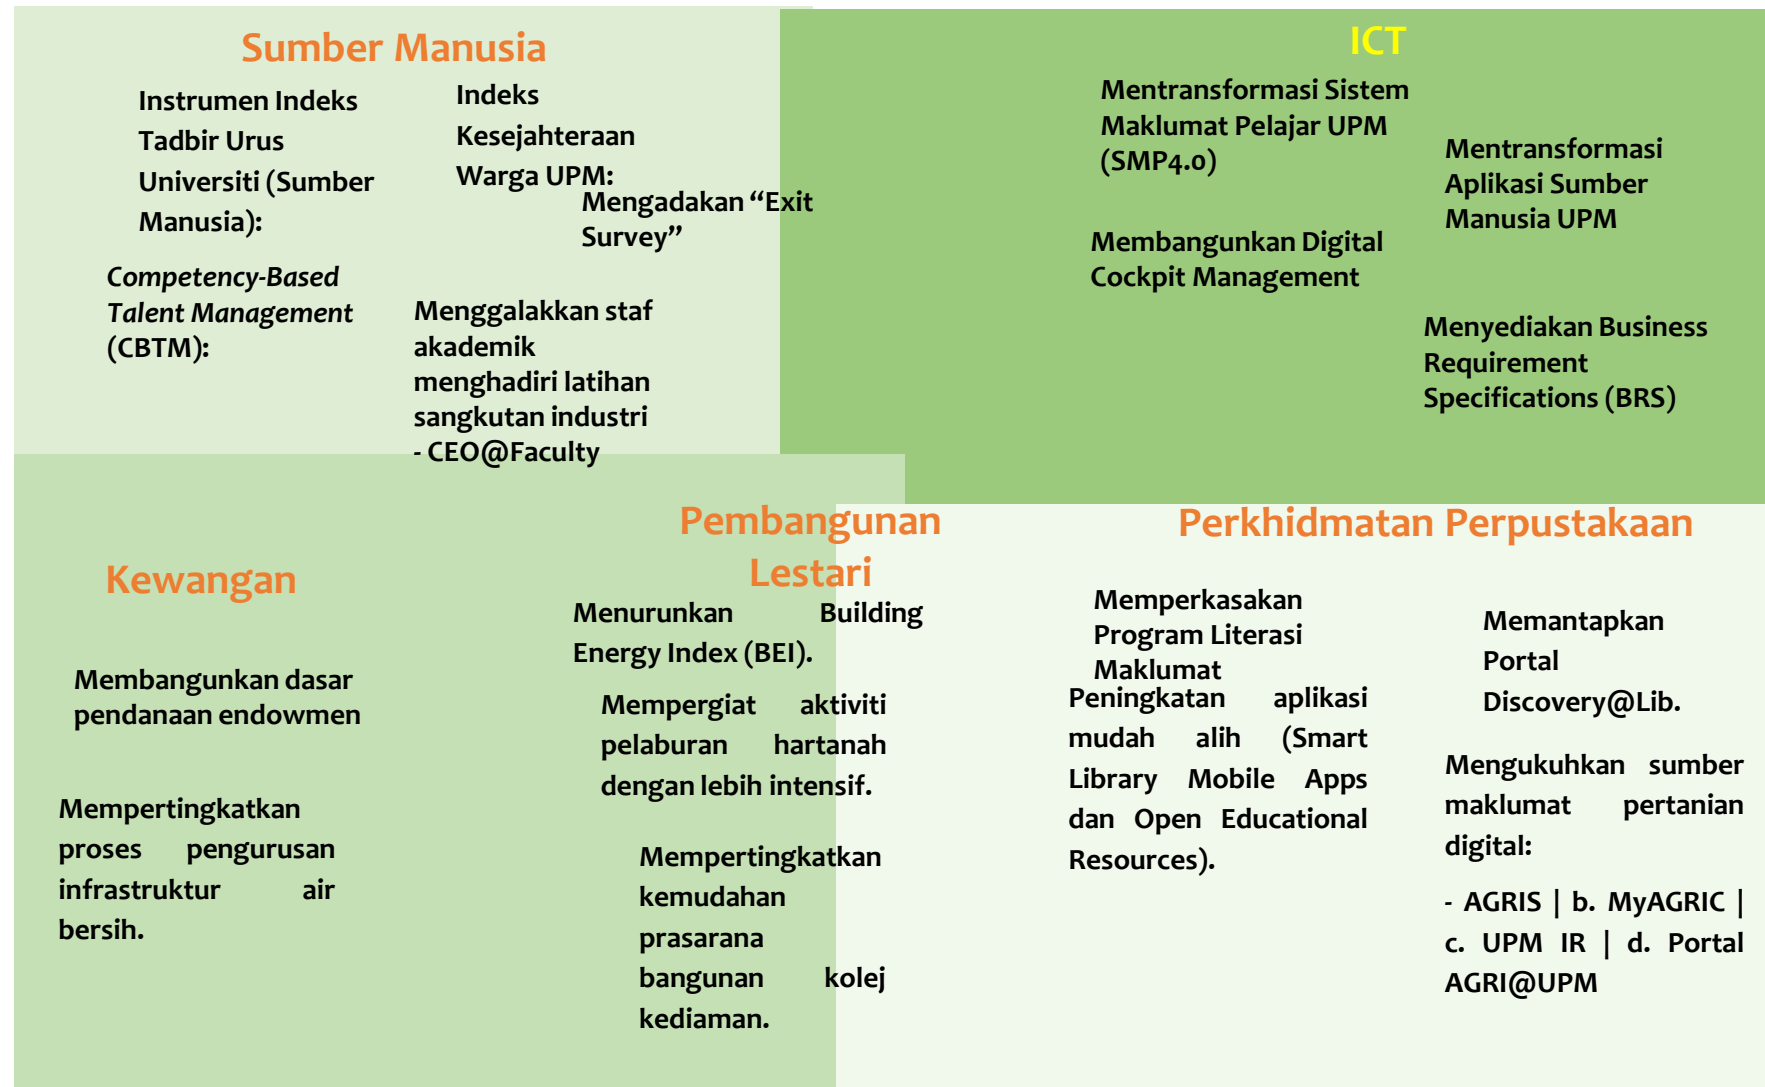 Sumber Manusia
Instrumen Indeks
Tadbir Urus
Universiti (Sumber
Manusia):
Indeks
Kesejahteraan
Warga UPM:
Mengadakan “Exit
Survey”
Competency-Based
Talent Management
(CBTM):
Menggalakkan staf
akademik
menghadiri latihan
sangkutan industri
- CEO@Faculty
ICT
Mentransformasi Sistem
Maklumat Pelajar UPM
(SMP4.0)
Mentransformasi
Aplikasi Sumber
Manusia UPM
Membangunkan Digital
Cockpit Management
Menyediakan Business
Requirement
Specifications (BRS)
Kewangan
Membangunkan dasar
pendanaan endowmen
Mempertingkatkan
proses pengurusan
infrastruktur air
bersih.
Pembangunan
Lestari
Menurunkan Building
Energy Index (BEI).
Mempergiat aktiviti
pelaburan hartanah
dengan lebih intensif.
Mempertingkatkan
kemudahan
prasarana
bangunan kolej
kediaman.
Perkhidmatan Perpustakaan
Memperkasakan
Program Literasi
Maklumat
Peningkatan aplikasi
mudah alih (Smart
Library Mobile Apps
dan Open Educational
Resources).
Memantapkan
Portal
Discovery@Lib.
Mengukuhkan sumber
maklumat pertanian
digital:
- AGRIS | b. MyAGRIC |
c. UPM IR | d. Portal
AGRI@UPM